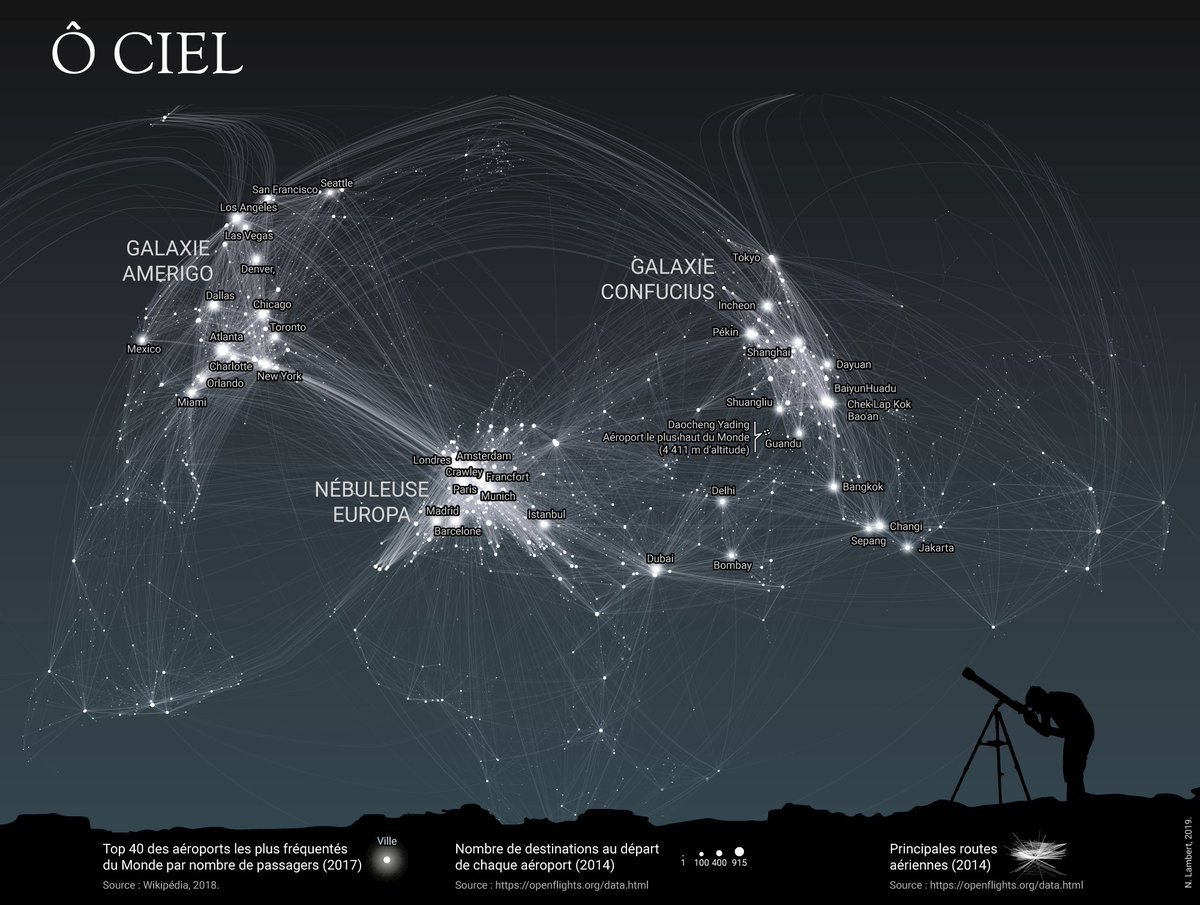 Ô CIEL
Seattle
San Francisco
Los Angeles
Las Vegas
GALAXIE
AMERIGO
Denver,
Dallas
Chicago
Toronto
Atlanta
Mexico
Charlotte
New York
Orlando
Miami
GALAXIE
CONFUCIUS
Tokyo
Incheon
Pékin
Shanghai
Dayuan
BaiyunHuadu
Shuangliu
Chek Lap Kok
Bao'an
Daocheng Yading
Aéroport le plus haut du Monde
(4 411 m d'altitude)
Guandu
Londres
Amsterdam
Crawley
Francfort
Paris
Munich
NÉBULEUSE
EUROPA
Madrid
Barcelone
Istanbul
Delhi
Bangkok
Changi
Sepang
Jakarta
Dubai
Bombay
Top 40 des aéroports les plus fréquentés
du Monde par nombre de passagers (2017)
Source : Wikipédia, 2018.
Ville
Nombre de destinations au départ
de chaque aéroport (2014)
Source : https://openflights.org/data.html
1 100 400 915
Principales routes
aériennes (2014)
Source : https://openflights.org/data.html
N. Lambert, 2019.